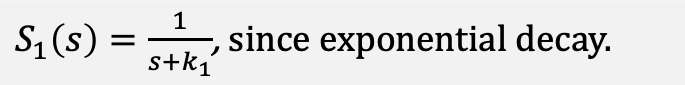 S₁(s) = 1/(s+k₁), since exponential decay.